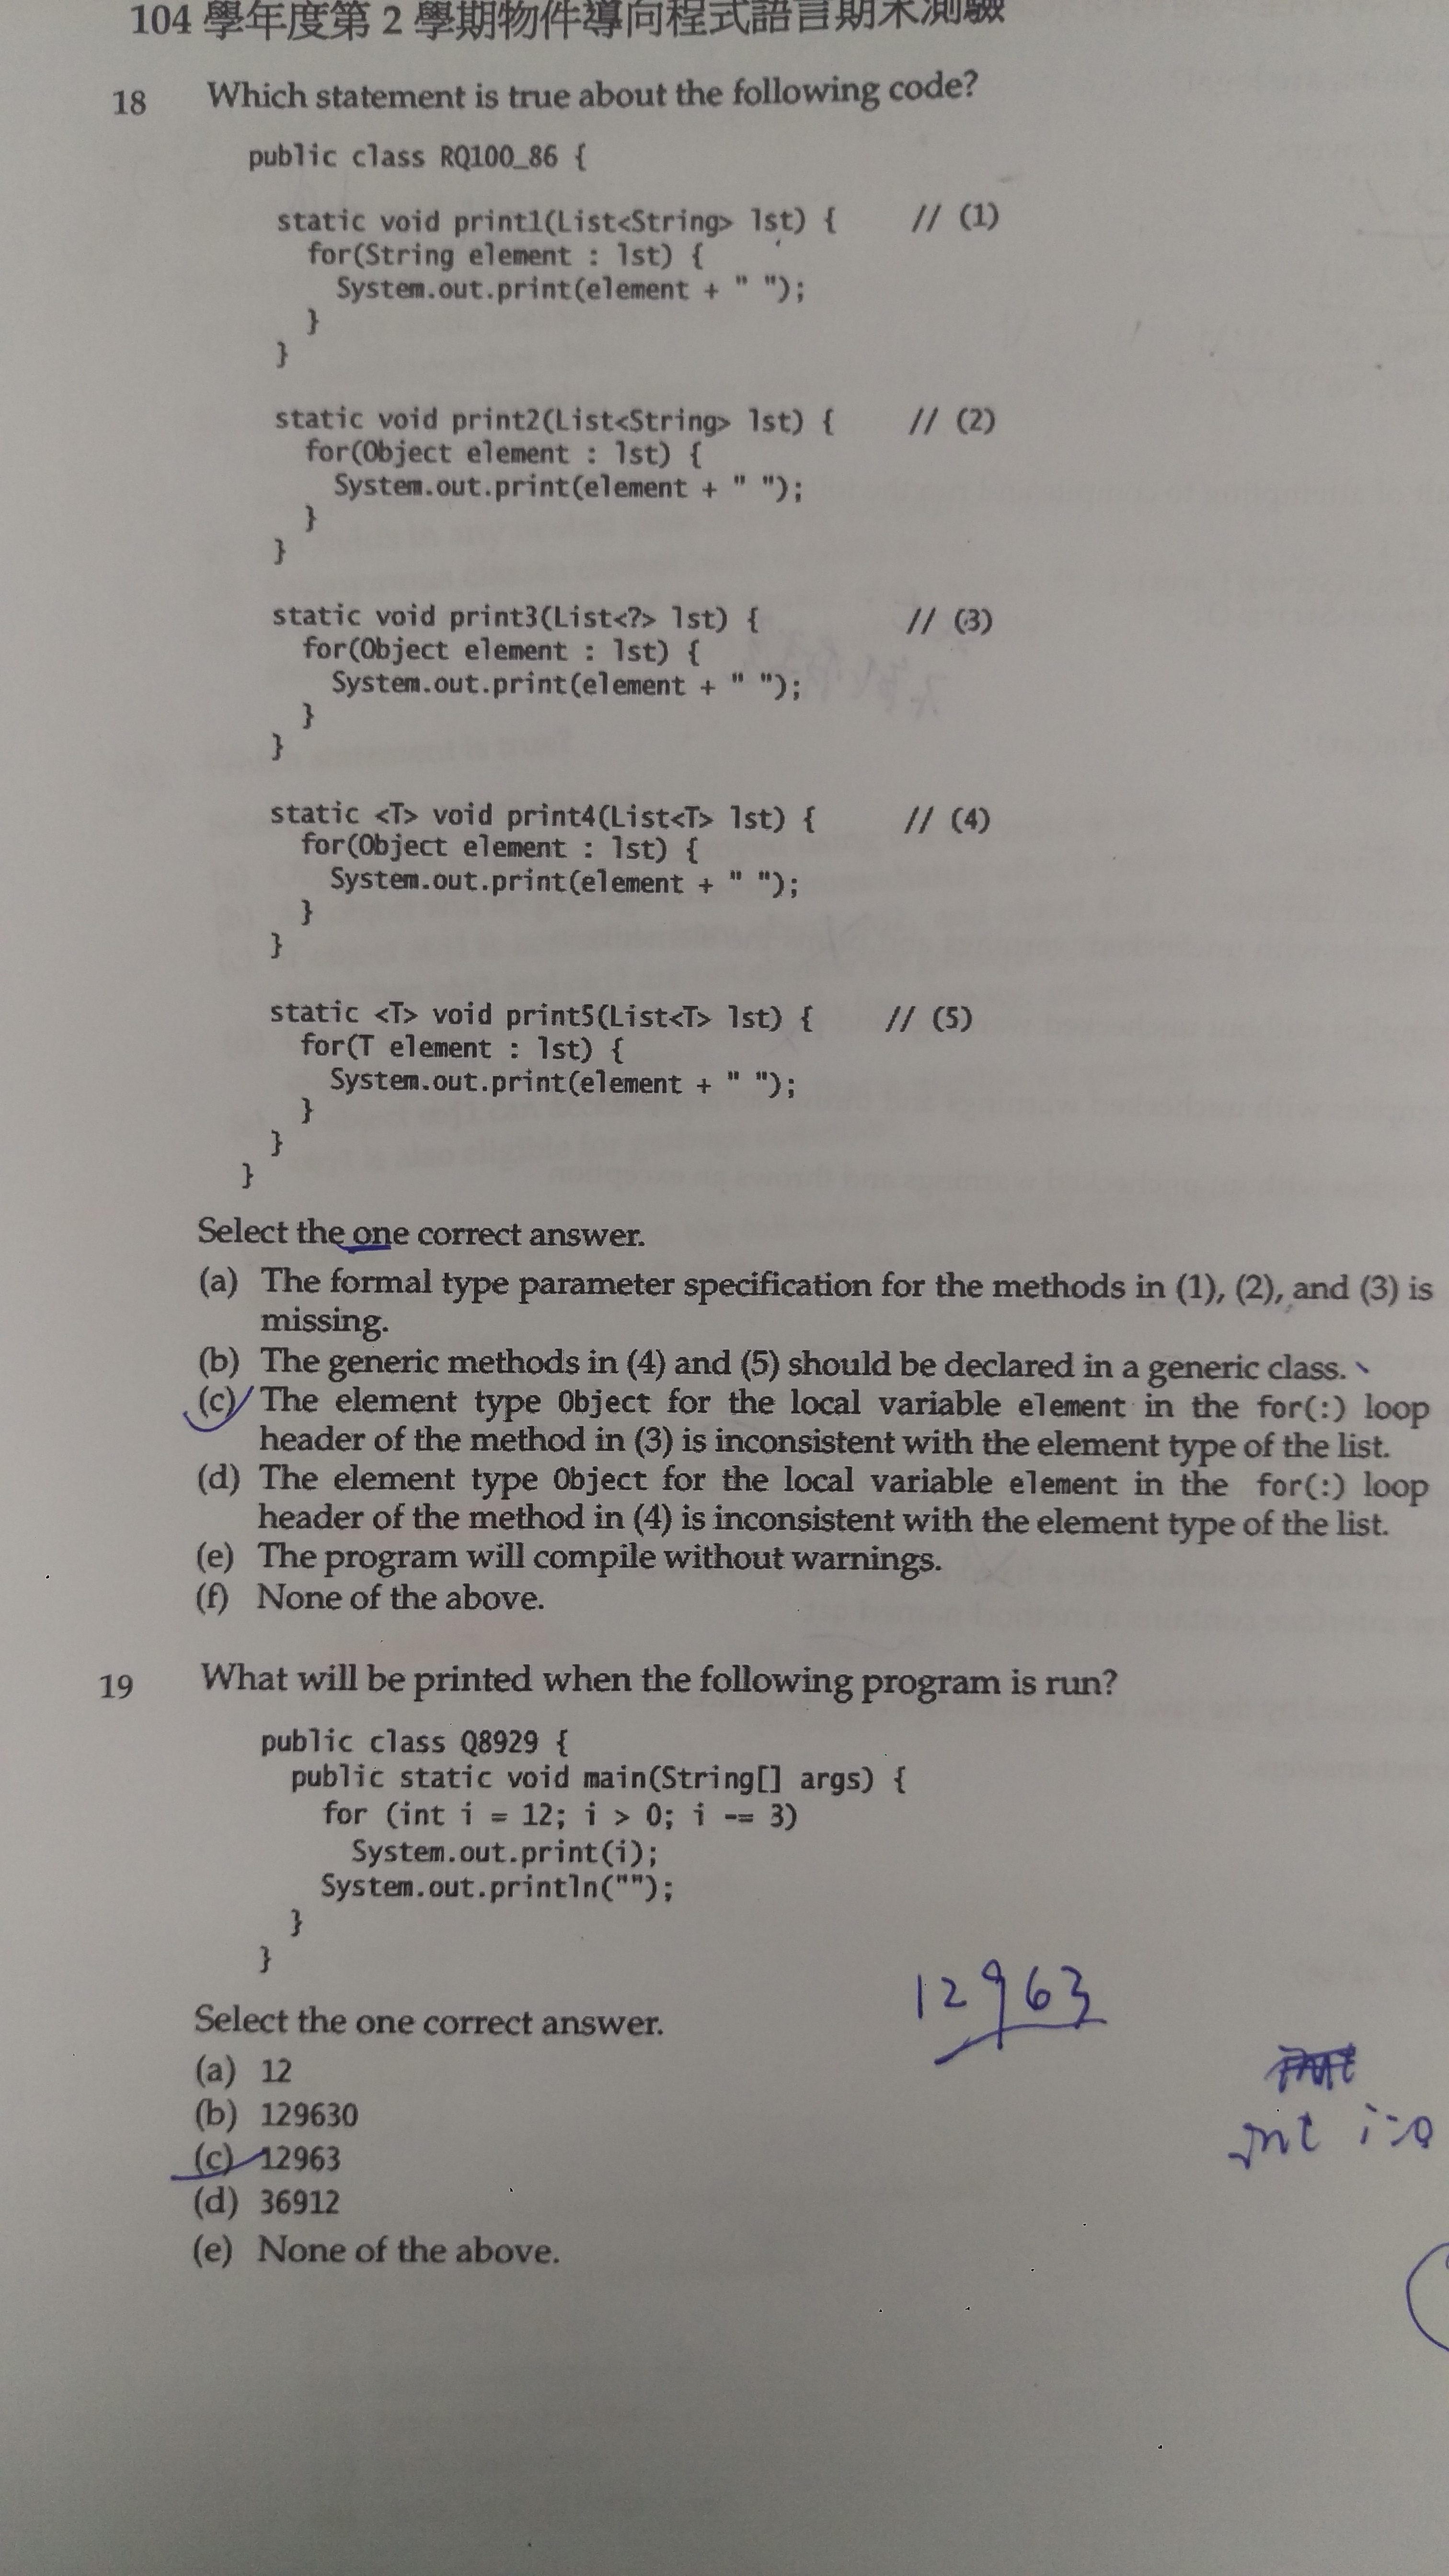 104 學年度第 2 學期物件導向程式語言期末測驗
18 Which statement is true about the following code?
public class RQ100_86 {
static void print1(List<String> lst) { // (1)
for(String element : lst) {
System.out.print(element + " ");
}
}
static void print2(List<String> lst) { // (2)
for(Object element : lst) {
System.out.print(element + " ");
}
}
static void print3(List<?> lst) { // (3)
for(Object element : lst) {
System.out.print(element + " ");
}
}
static <T> void print4(List<T> lst) { // (4)
for(Object element : lst) {
System.out.print(element + " ");
}
}
static <T> void print5(List<T> lst) { // (5)
for(T element : lst) {
System.out.print(element + " ");
}
}
}
Select the one correct answer.
(a) The formal type parameter specification for the methods in (1), (2), and (3) is
missing.
(b) The generic methods in (4) and (5) should be declared in a generic class.
(c) The element type Object for the local variable element in the for(:) loop
header of the method in (3) is inconsistent with the element type of the list.
(d) The element type Object for the local variable element in the for(:) loop
header of the method in (4) is inconsistent with the element type of the list.
(e) The program will compile without warnings.
(f) None of the above.
19 What will be printed when the following program is run?
public class Q8929 {
public static void main(String[] args) {
for (int i = 12; i > 0; i -= 3)
System.out.print(i);
System.out.println("");
}
}
12963
Select the one correct answer.
(a) 12
(b) 129630
int i=0
(c) 12963
(d) 36912
(e) None of the above.